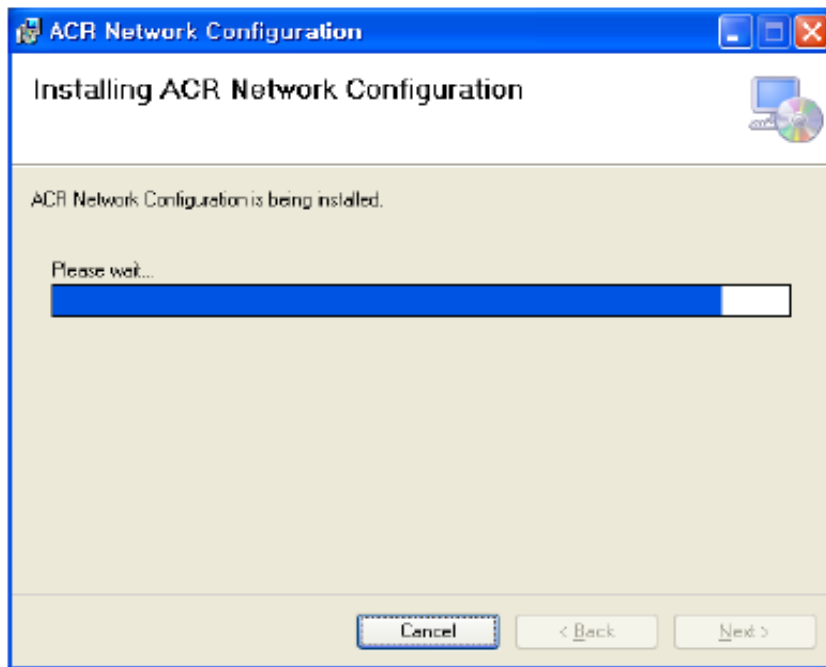 ACR Network Configuration
Installing ACR Network Configuration
ACR Network Configuration is being installed.
Please wait...
Cancel
< Back
Next >